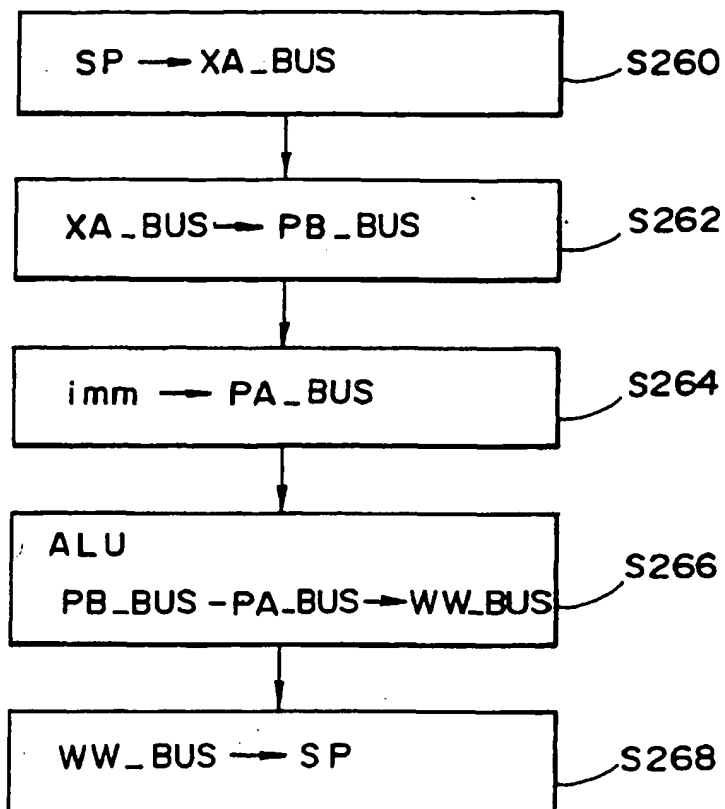 SP → XA_BUS
S260
XA_BUS → PB_BUS
S262
imm → PA_BUS
S264
ALU
PB_BUS - PA_BUS → WW_BUS
S266
WW_BUS → SP
S268